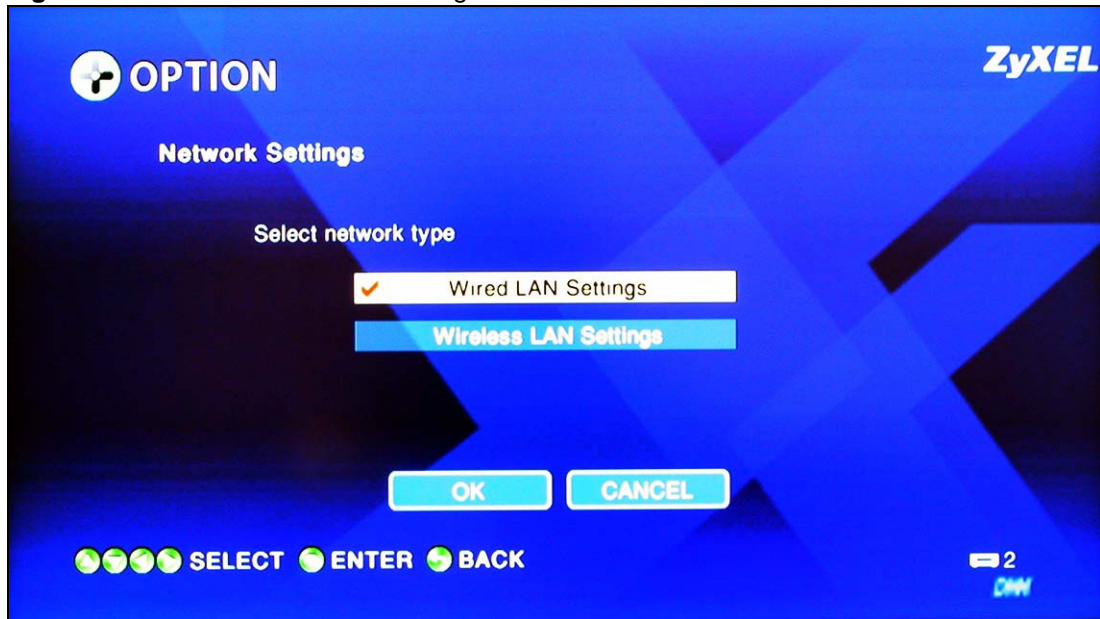 OPTION
ZyXEL
Network Settings
Select network type
Wired LAN Settings
Wireless LAN Settings
OK
CANCEL
SELECT ENTER BACK
2